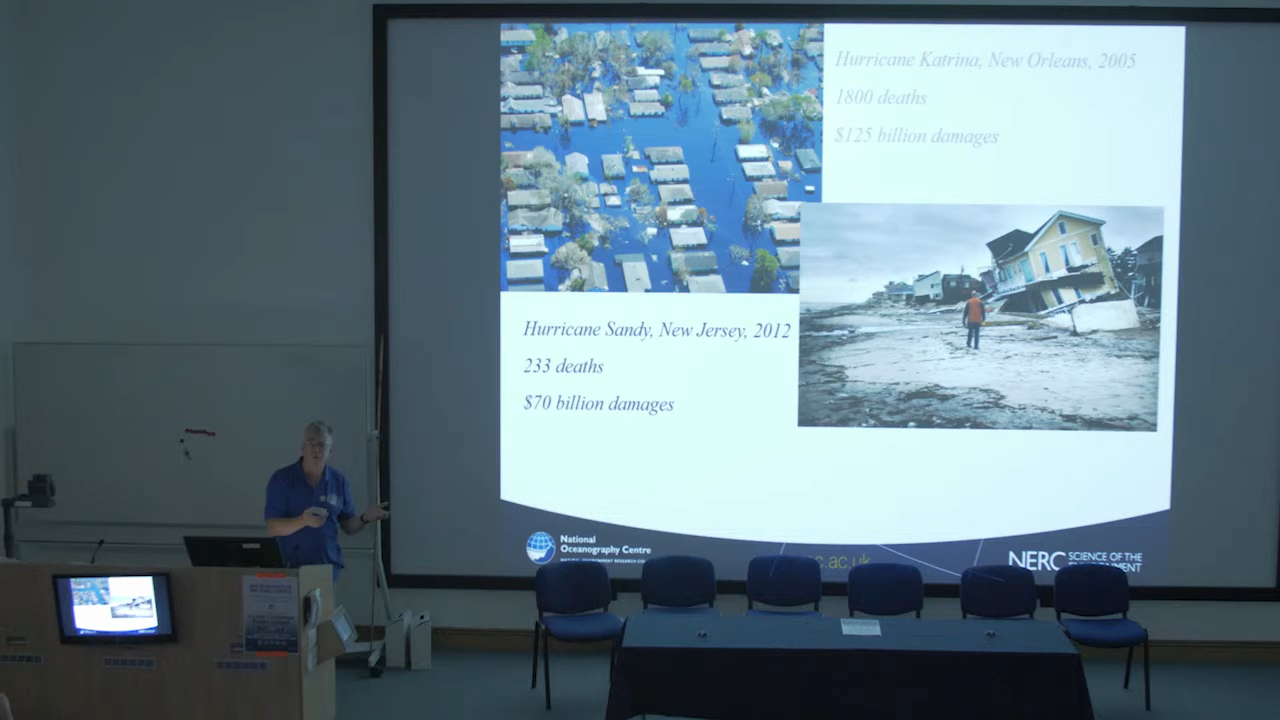 Hurricane Katrina, New Orleans, 2005
1800 deaths
$125 billion damages
Hurricane Sandy, New Jersey, 2012
233 deaths
$70 billion damages
National
Oceanography Centre
NERC SCIENCE OF THE